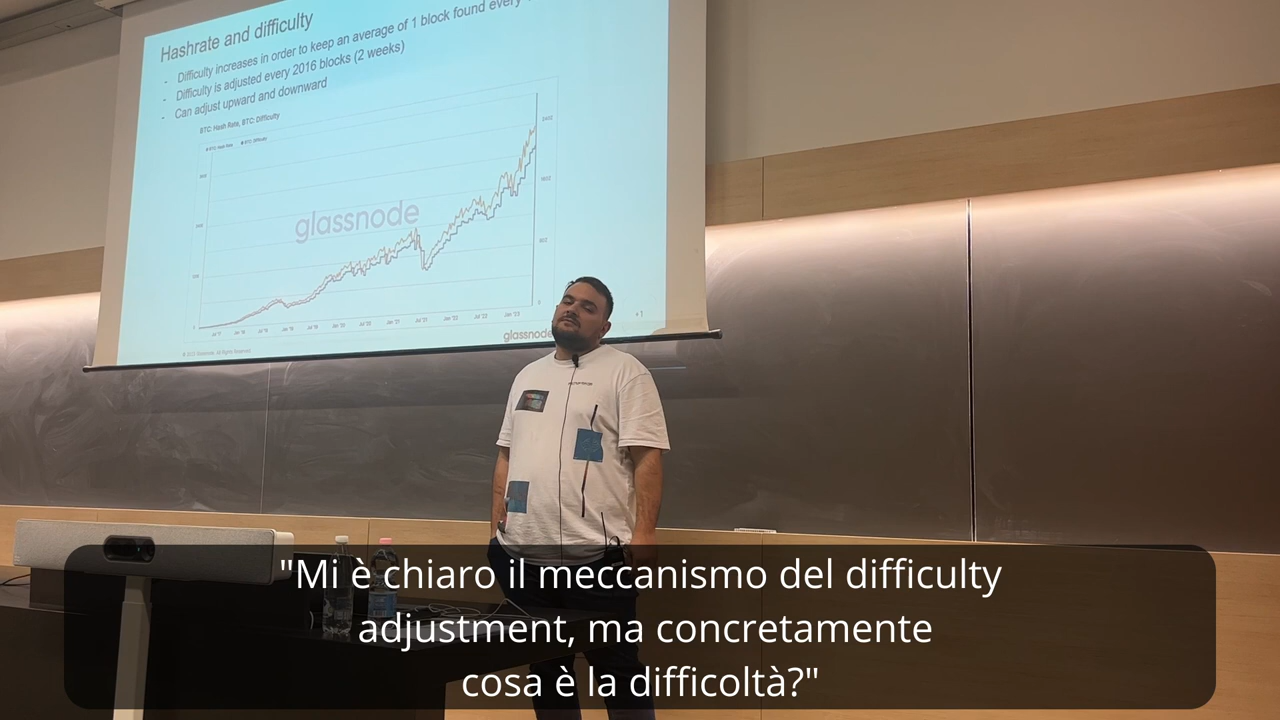 Hashrate and difficulty
- Difficulty increases in order to keep an average of 1 block found every
- Difficulty is adjusted every 2016 blocks (2 weeks)
- Can adjust upward and downward
BTC: Hash Rate, BTC: Difficulty
glassnode
glassnode
"Mi è chiaro il meccanismo del difficulty
adjustment, ma concretamente
cosa è la difficoltà?"